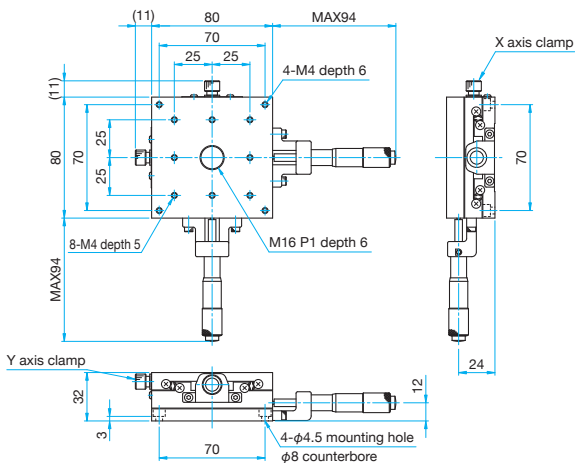 (11)
80
MAX94
70
25
25
4-M4 depth 6
X axis clamp
(11)
80
70
25
25
70
8-M4 depth 5
M16 P1 depth 6
MAX94
24
Y axis clamp
32
3
12
70
4-φ4.5 mounting hole
φ8 counterbore